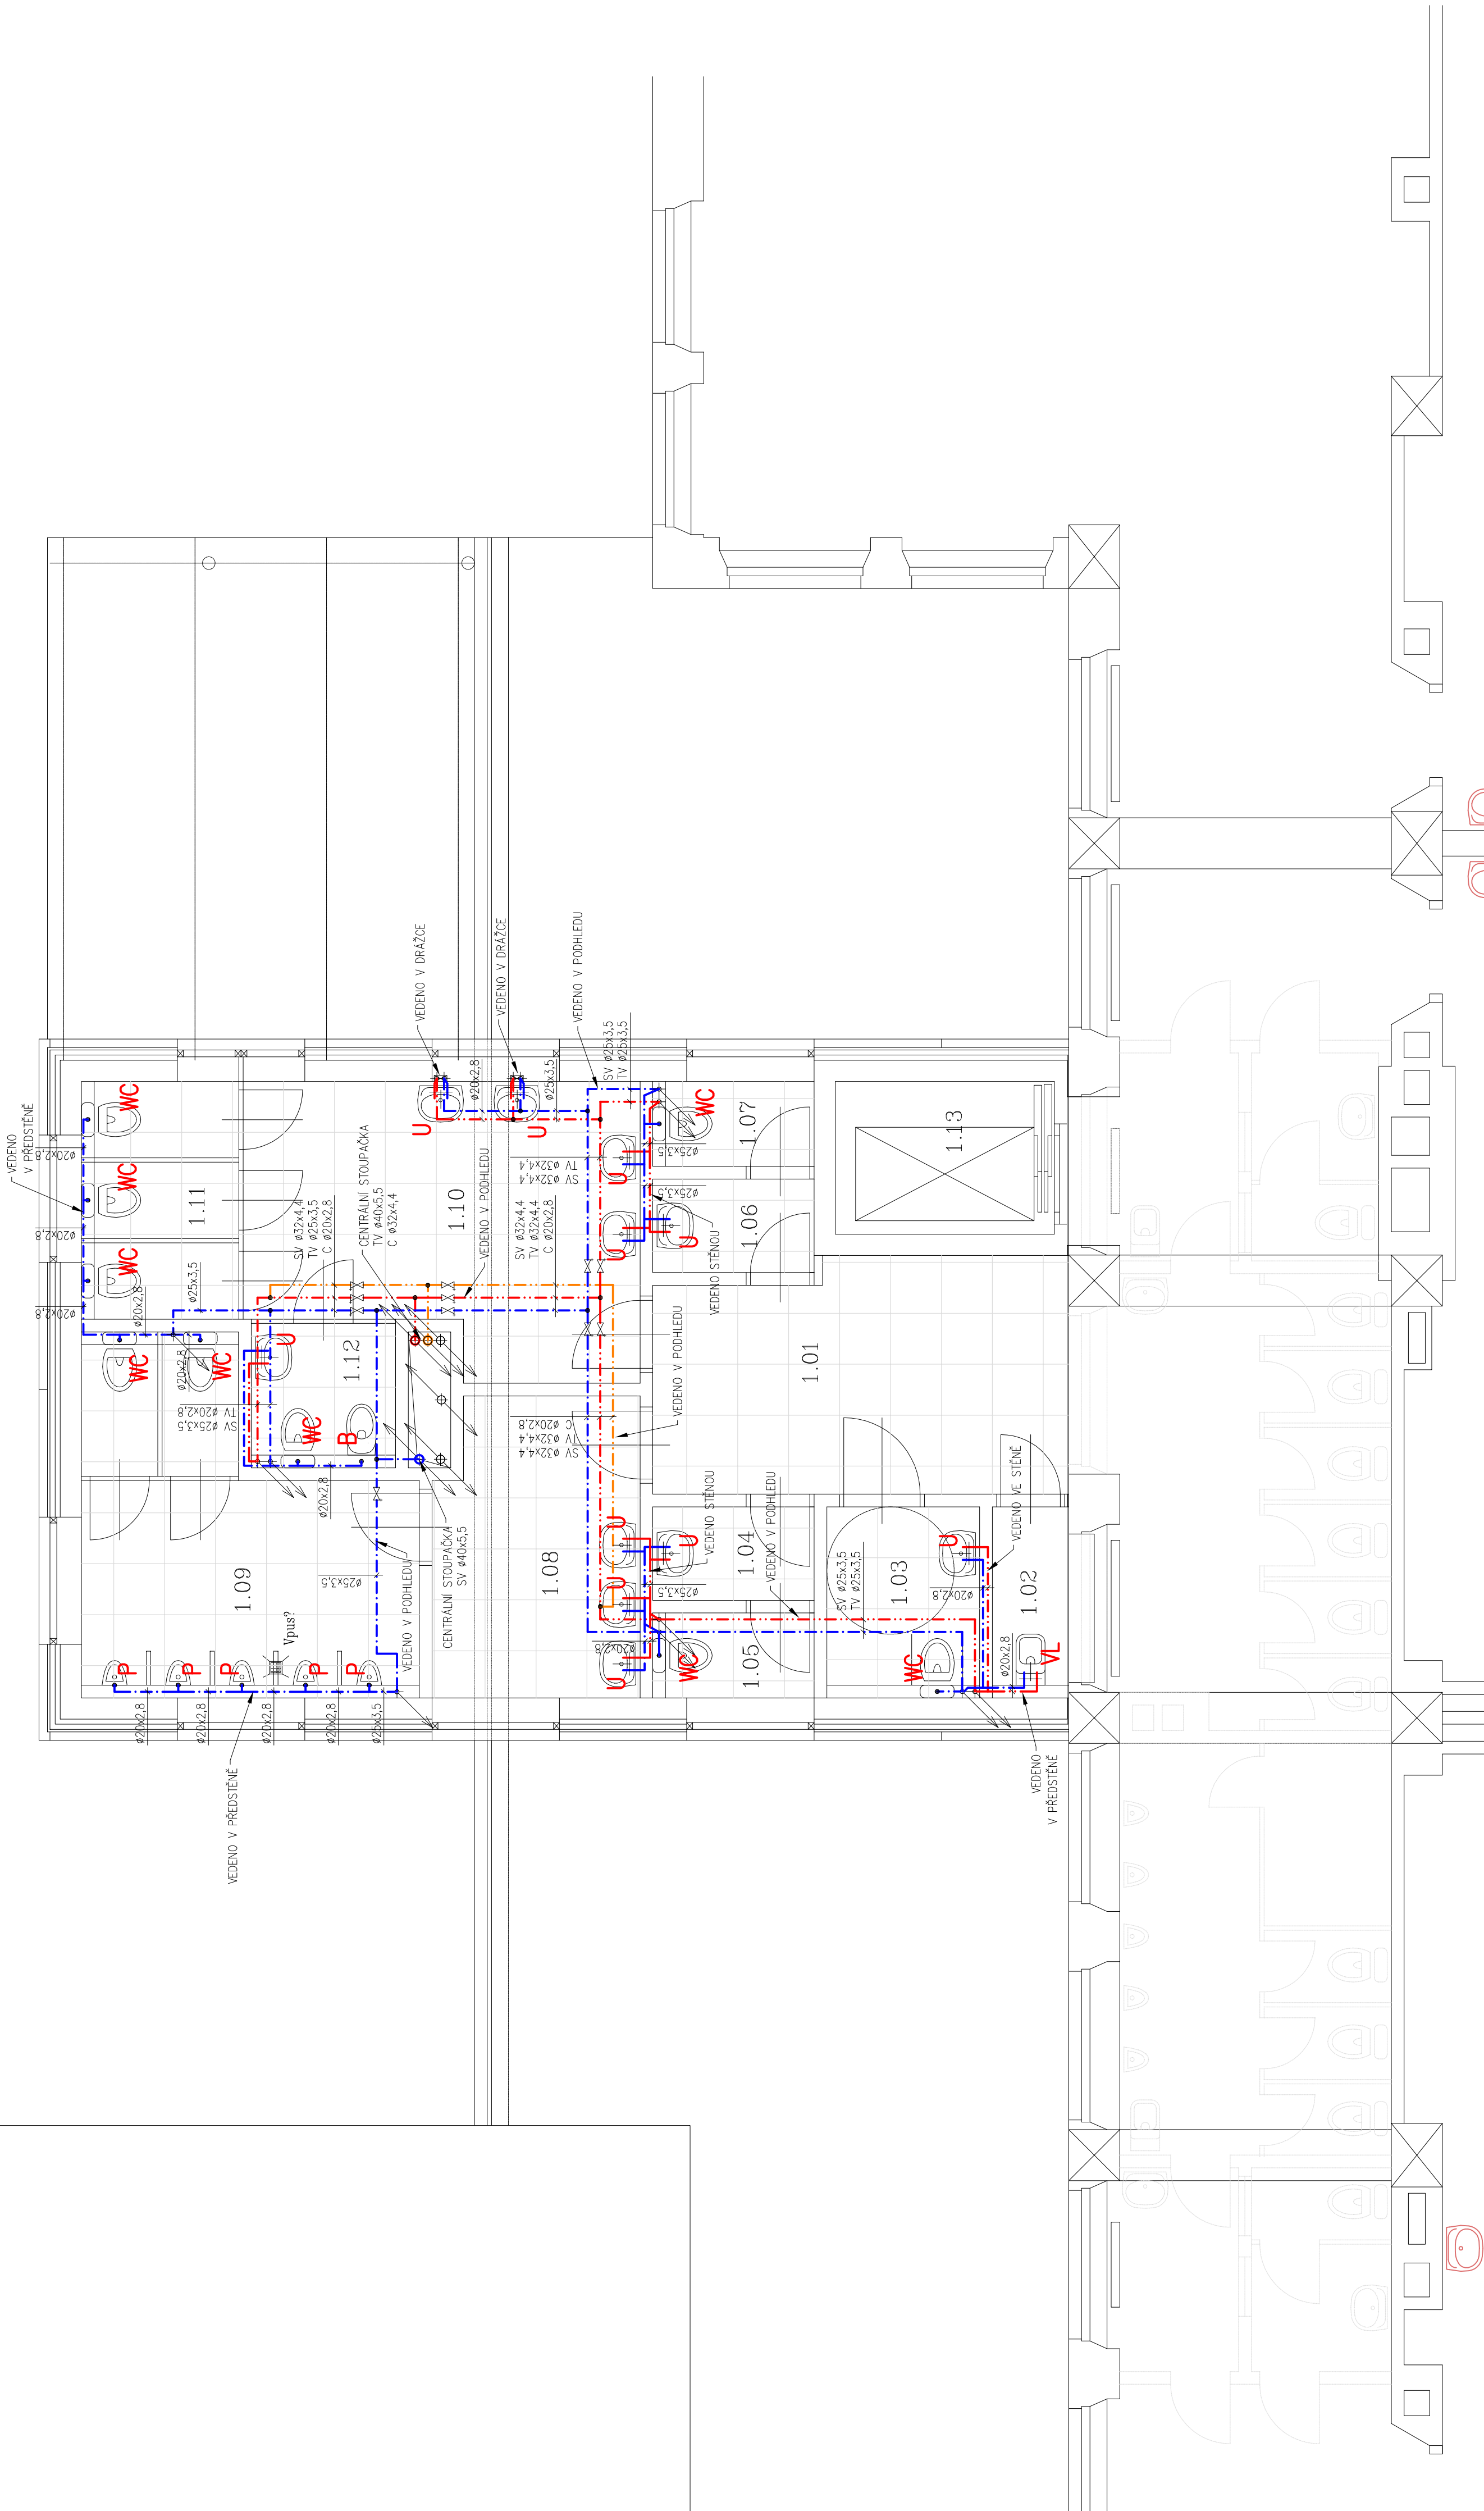 VEDENO
V PŘEDSTĚNĚ
WC
WC
WC
ø20x2,8
ø20x2,8
ø20x2,8
1.11
ø25x3,5
ø20x2,8
WC
WC
ø20x2,8
SV ø25x3,5
TV ø20x2,8
U
1.12
WC
B
ø20x2,8
SV ø32x4,4
TV ø25x3,5
C ø20x2,8
CENTRÁLNÍ STOUPAČKA
TV ø40x5,5
C ø32x4,4
1.10
VEDENO V PODHLEDU
VEDENO V DRÁŽCE
VEDENO V DRÁŽCE
VEDENO V PODHLEDU
U
U
ø20x2,8
ø25x3,5
SV ø25x3,5
TV ø25x3,5
SV ø32x4,4
TV ø32x4,4
SV ø32x4,4
TV ø32x4,4
C ø20x2,8
U
U
WC
1.07
ø25x3,5
ø25x3,5
1.06
U
VEDENO STĚNOU
1.13
1.09
Vpus?
P
P
P
P
P
ø20x2,8
ø20x2,8
ø20x2,8
ø20x2,8
ø25x3,5
VEDENO V PŘEDSTĚNĚ
ø25x3,5
VEDENO V PODHLEDU
CENTRÁLNÍ STOUPAČKA
SV ø40x5,5
1.08
SV ø32x4,4
TV ø32x4,4
C ø20x2,8
VEDENO V PODHLEDU
1.01
U
U
U
U
ø25x3,5
ø20x2,8
VEDENO STĚNOU
1.04
VEDENO V PODHLEDU
WC
1.05
SV ø25x3,5
TV ø25x3,5
1.03
U
WC
ø20x2,8
VEDENO VE STĚNĚ
1.02
ø20x2,8
VL
VEDENO
V PŘEDSTĚNĚ